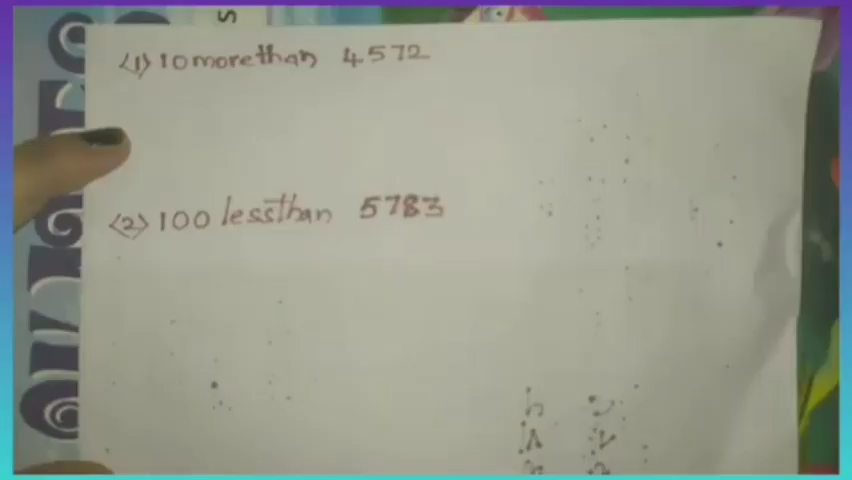 (1) 10 more than 4572
(2) 100 less than 5783